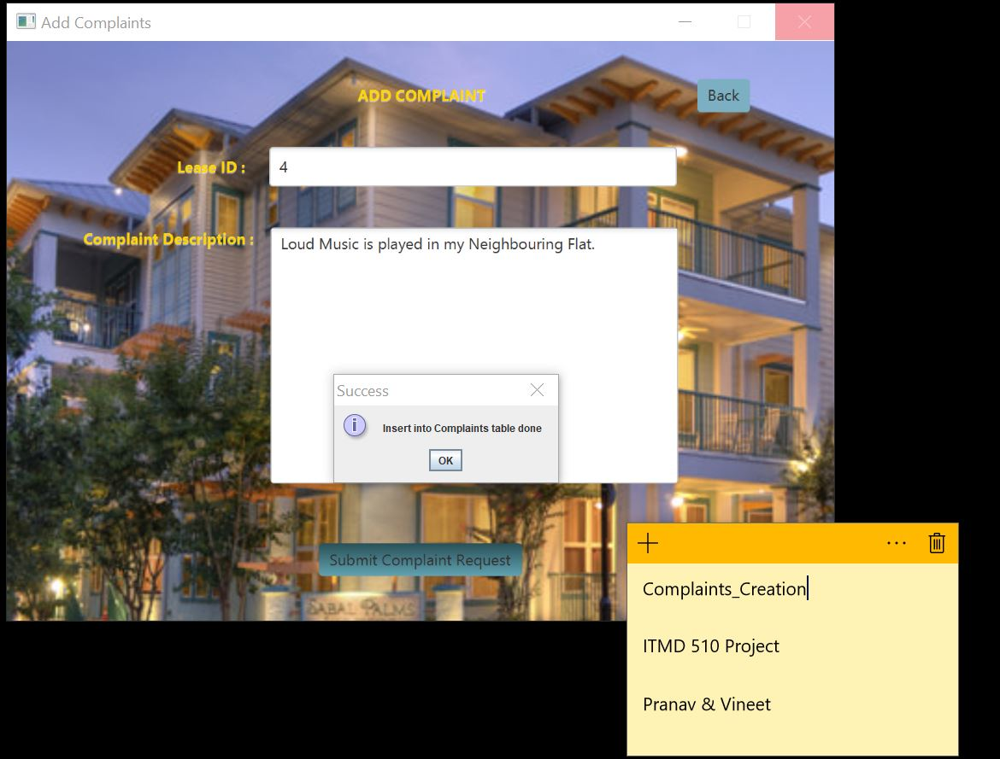 Add Complaints
ADD COMPLAINT
Back
Lease ID :
4
Complaint Description :
Loud Music is played in my Neighbouring Flat.
Success
Insert into Complaints table done
OK
Submit Complaint Request
SABAL PALMS
Complaints_Creation
ITMD 510 Project
Pranav & Vineet